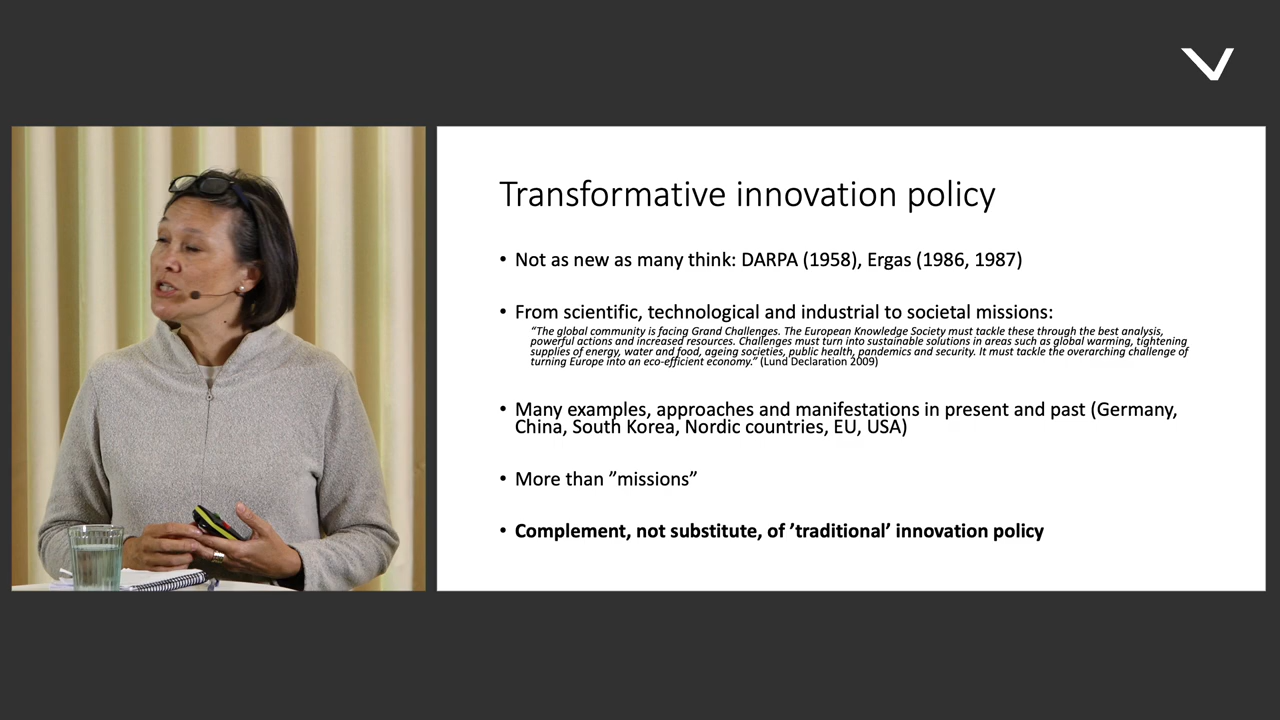 Transformative innovation policy
• Not as new as many think: DARPA (1958), Ergas (1986, 1987)
• From scientific, technological and industrial to societal missions:
“The global community is facing Grand Challenges. The European Knowledge Society must tackle these through the best analysis,
powerful actions and increased resources. Challenges must turn into sustainable solutions in areas such as global warming, tightening
supplies of energy, water and food, ageing societies, public health, pandemics and security. It must tackle the overarching challenge of
turning Europe into an eco-efficient economy.” (Lund Declaration 2009)
• Many examples, approaches and manifestations in present and past (Germany,
China, South Korea, Nordic countries, EU, USA)
• More than ”missions”
• Complement, not substitute, of ’traditional’ innovation policy